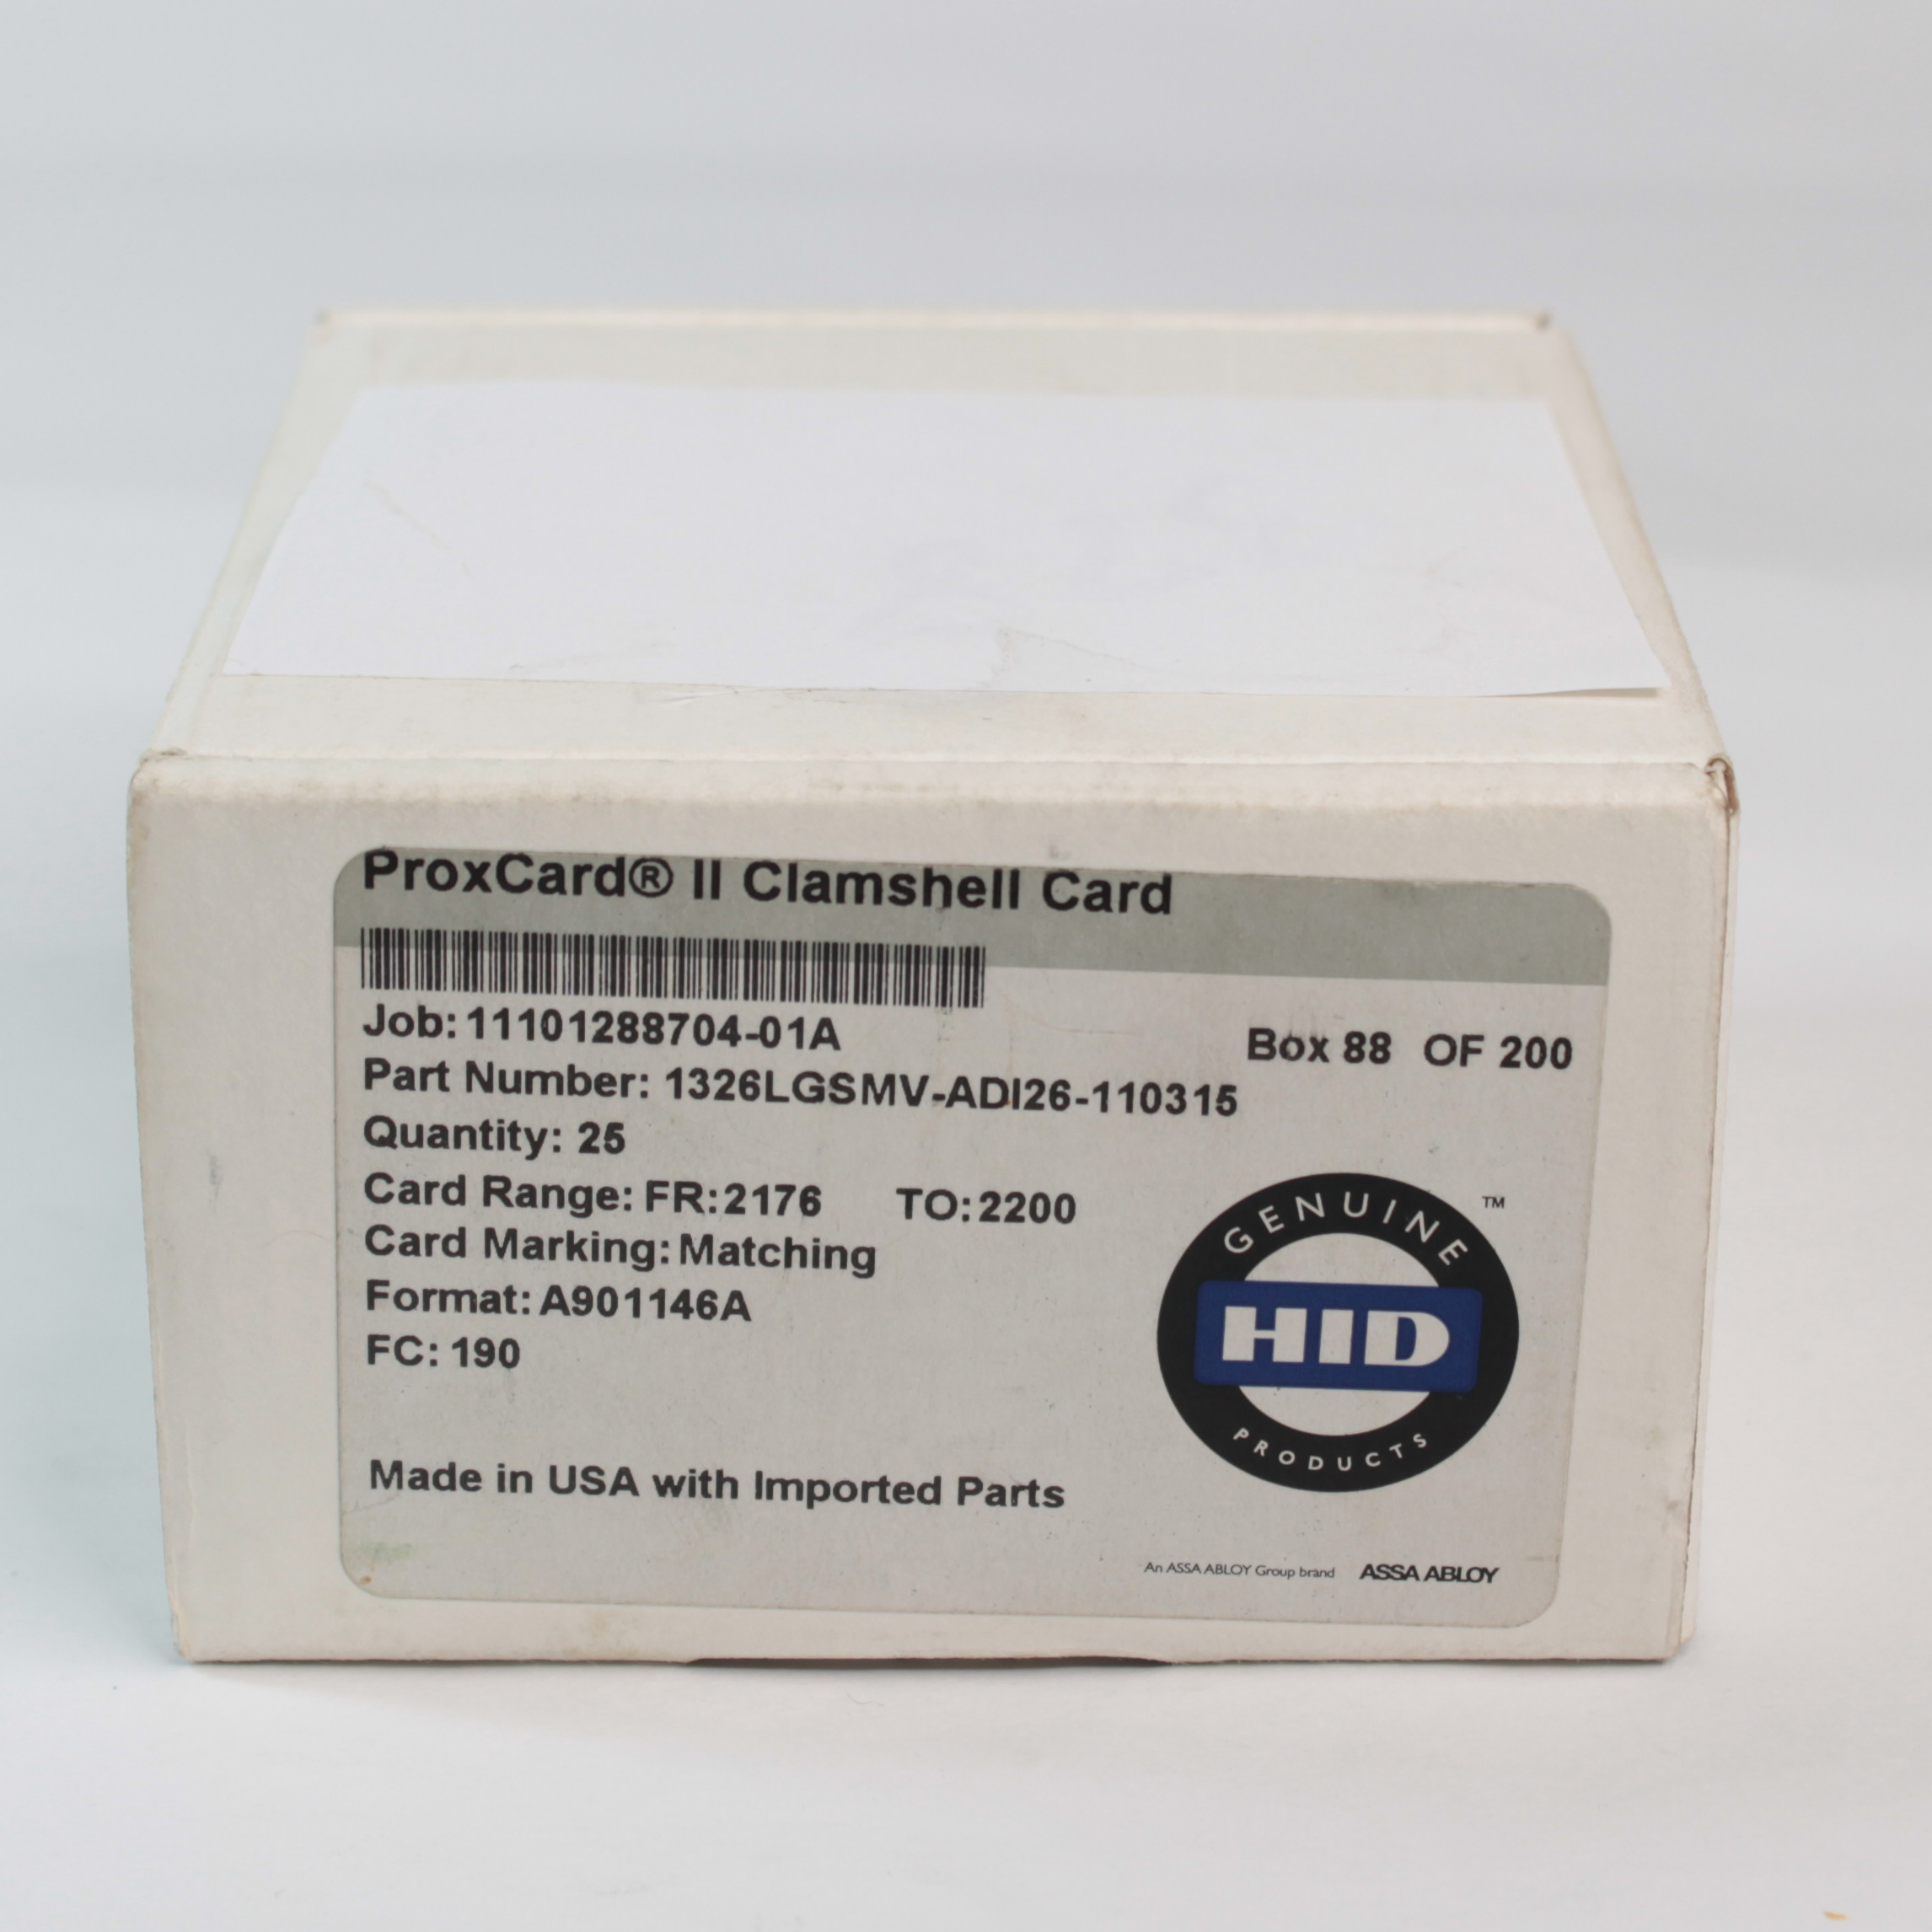 ProxCard® II Clamshell Card
Job: 11101288704-01A
Box 88 OF 200
Part Number: 1326LGSMV-ADI26-110315
Quantity: 25
Card Range: FR: 2176 TO: 2200
Card Marking: Matching
Format: A901146A
FC: 190
GENUINE ™
HID
PRODUCTS
Made in USA with Imported Parts
An ASSA ABLOY Group brand ASSA ABLOY